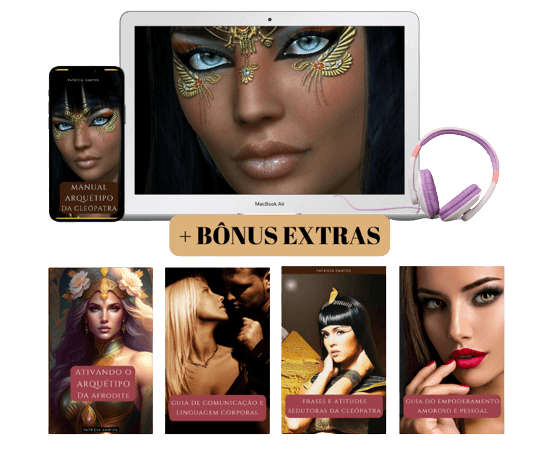 PATRICIA SANTOS
MANUAL
ARQUÉTIPO
DA CLEÓPATRA
MacBook Air
+ BÔNUS EXTRAS
ATIVANDO O
ARQUÉTIPO
DA AFRODITE
PATRICIA SANTOS
GUIA DE COMUNICAÇÃO E
LINGUAGEM CORPORAL
PATRICIA SANTOS
FRASES E ATITUDES
SEDUTORAS DA CLEÓPATRA
GUIA DO EMPODERAMENTO
AMOROSO E PESSOAL